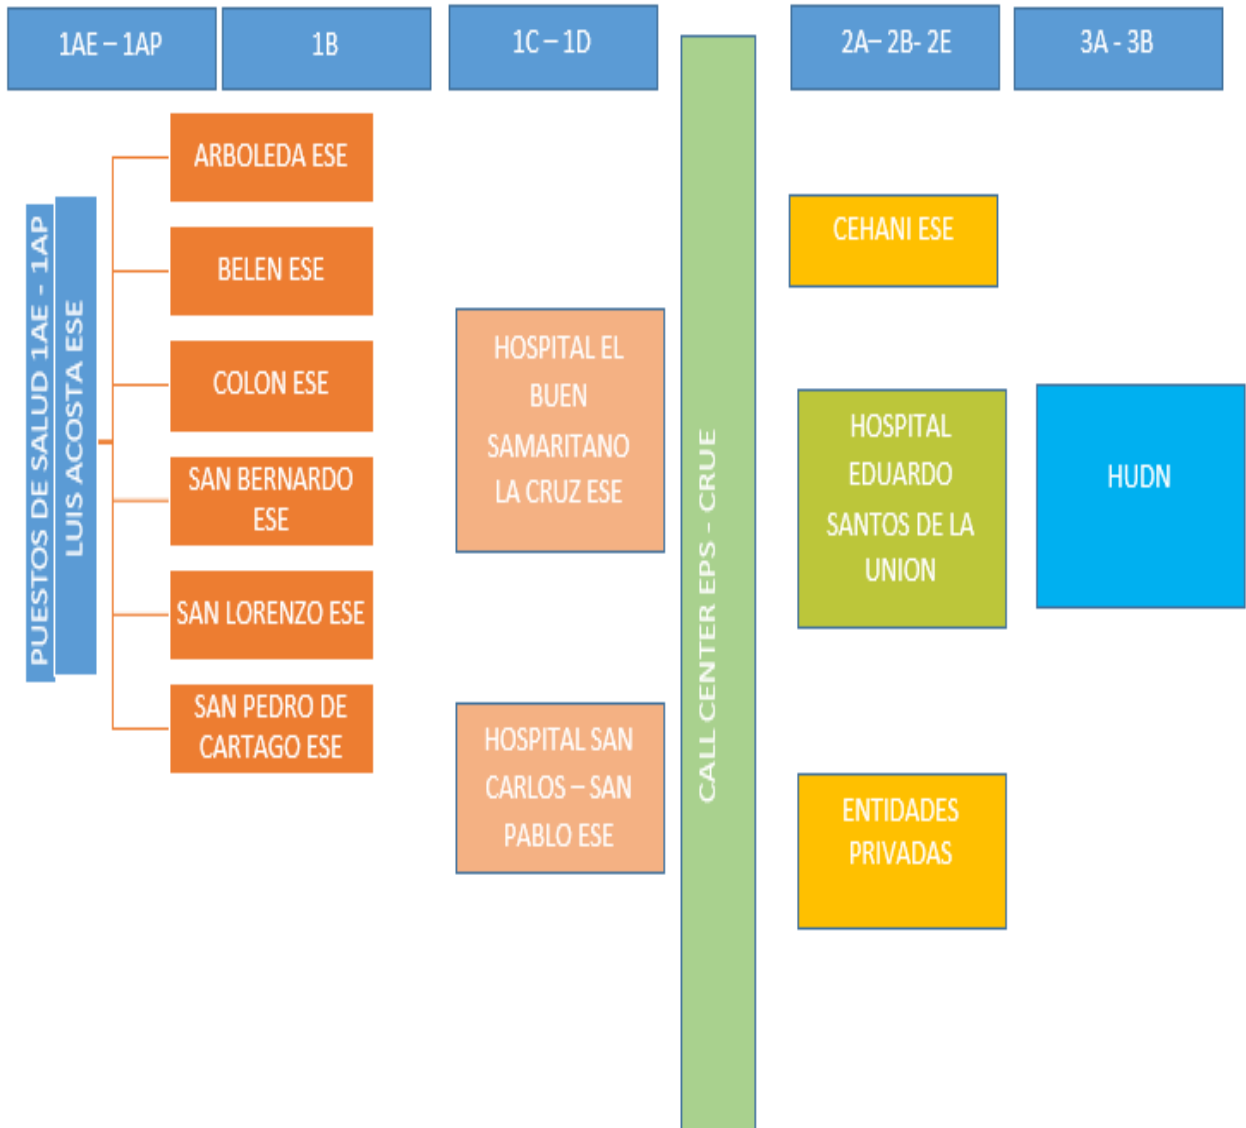 1AE – 1AP
1B
1C – 1D
2A– 2B- 2E
3A - 3B
PUESTOS DE SALUD 1AE - 1AP
LUIS ACOSTA ESE
ARBOLEDA ESE
BELEN ESE
COLON ESE
SAN BERNARDO
ESE
SAN LORENZO ESE
SAN PEDRO DE
CARTAGO ESE
HOSPITAL EL
BUEN
SAMARITANO
LA CRUZ ESE
HOSPITAL SAN
CARLOS – SAN
PABLO ESE
CALL CENTER EPS - CRUE
CEHANI ESE
HOSPITAL
EDUARDO
SANTOS DE LA
UNION
ENTIDADES
PRIVADAS
HUDN